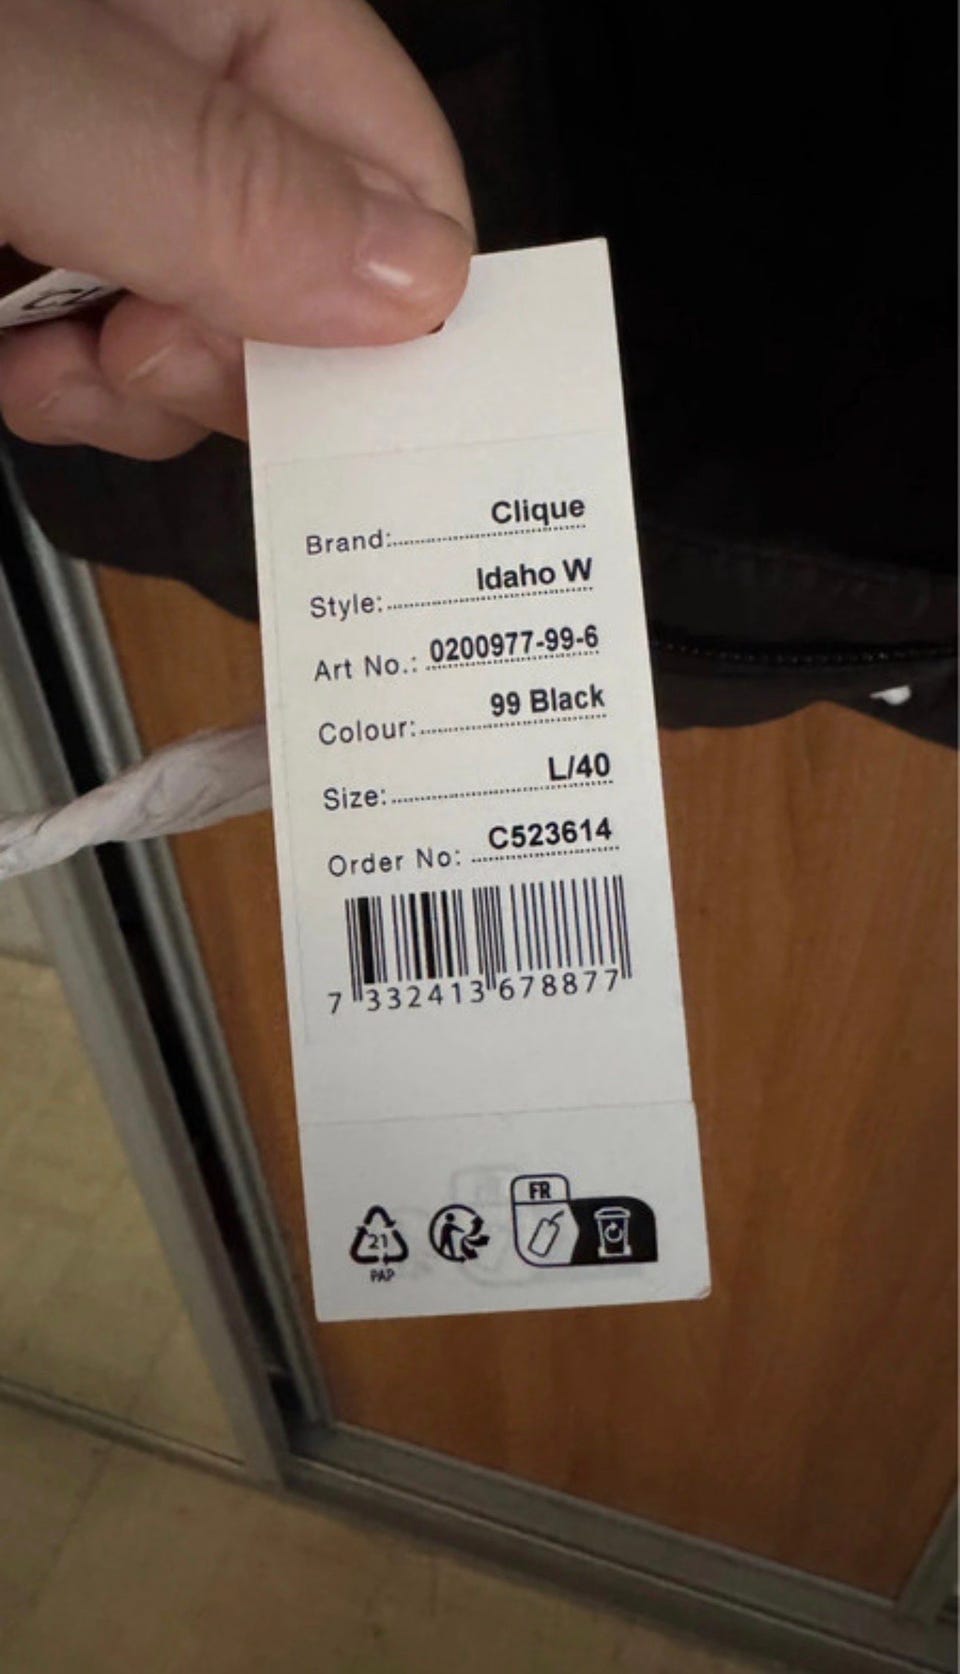 Brand: Clique
Style: Idaho W
Art No.: 0200977-99-6
Colour: 99 Black
Size: L/40
Order No: C523614
7 332413 678877
FR
21
PAP